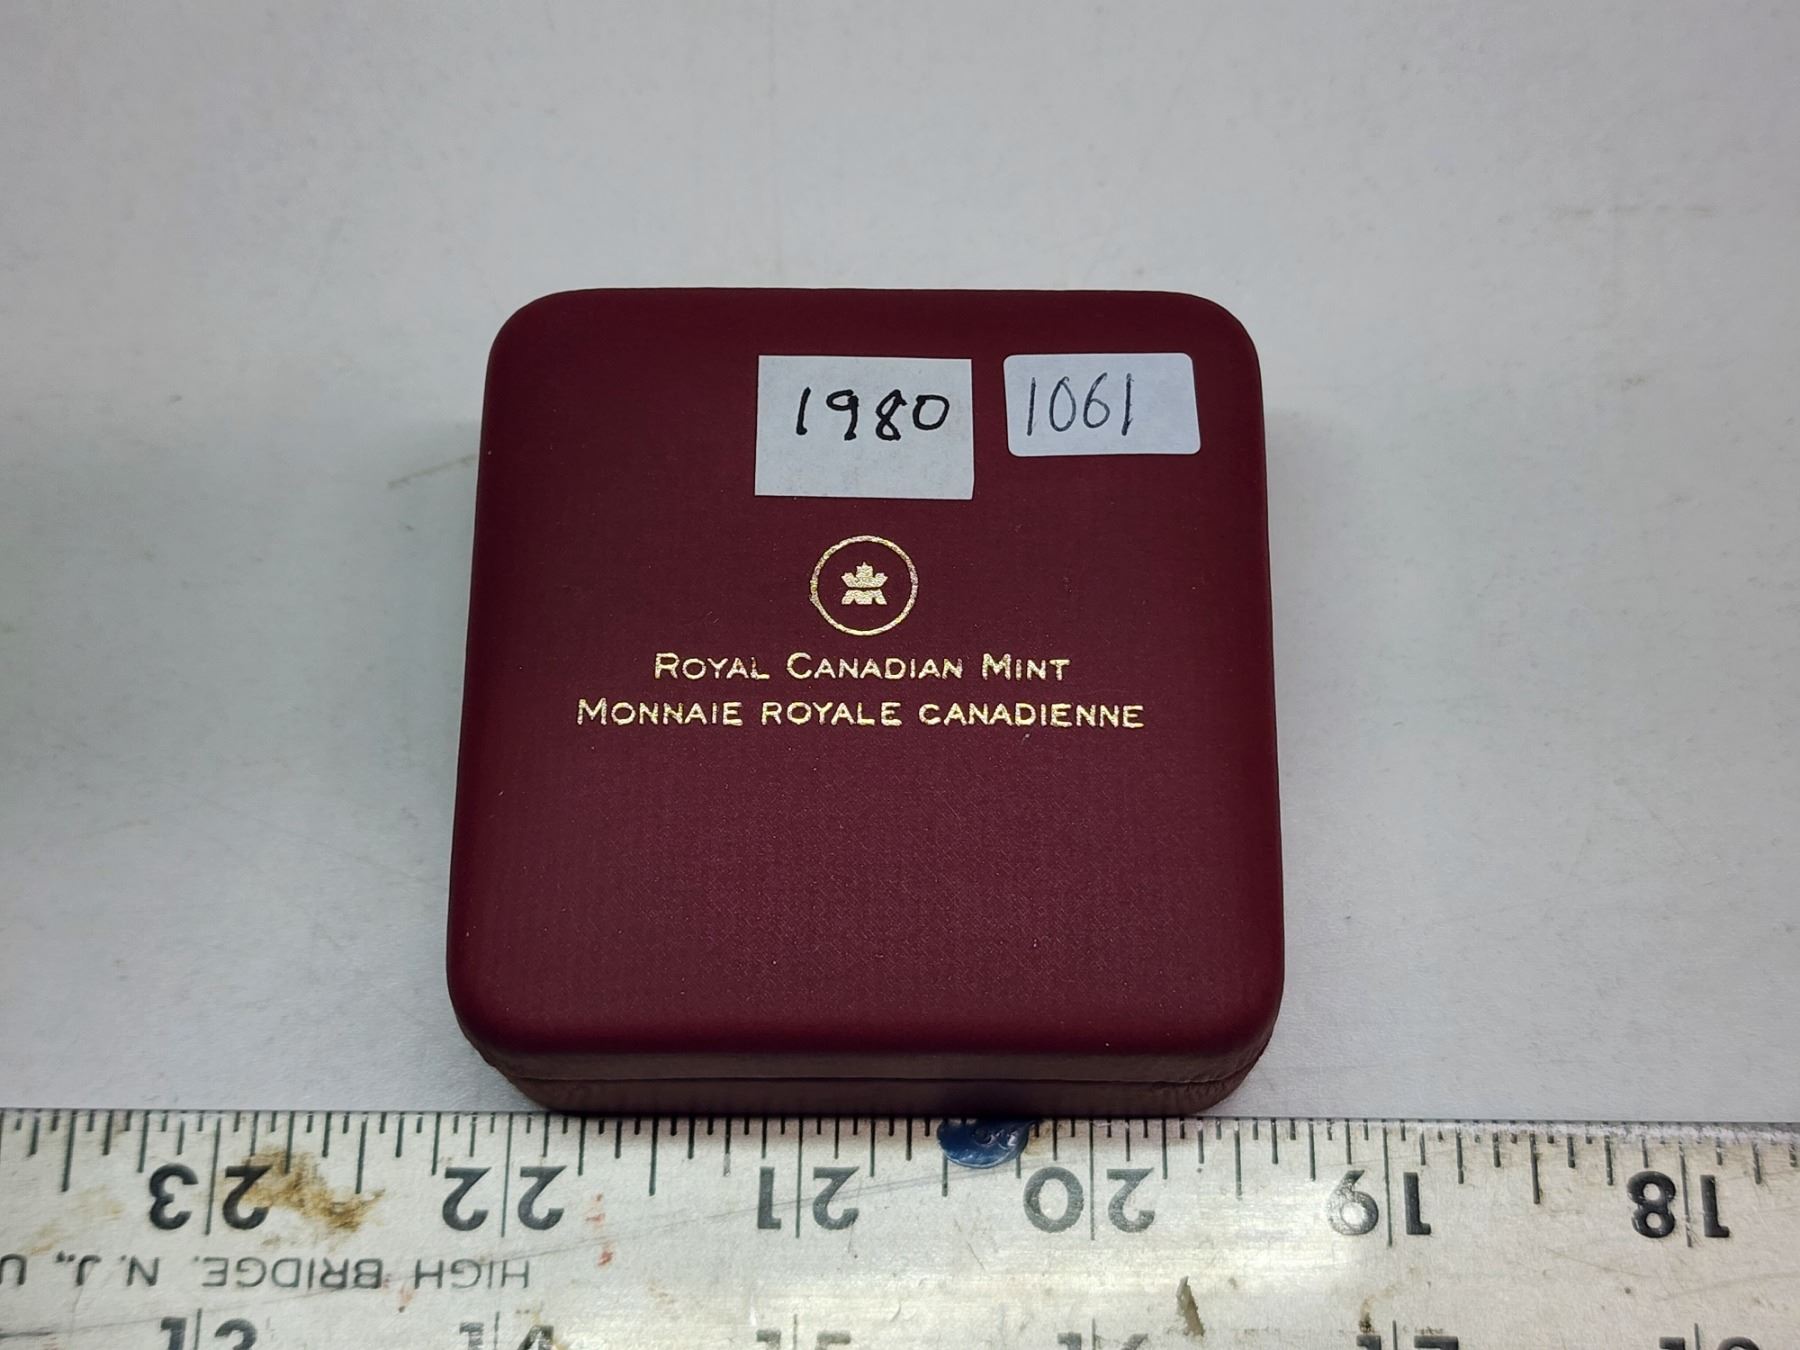 1980
1061
ROYAL CANADIAN MINT
MONNAIE ROYALE CANADIENNE
23 22 21 20 19 18
HIGH BRIDGE, N.J., U